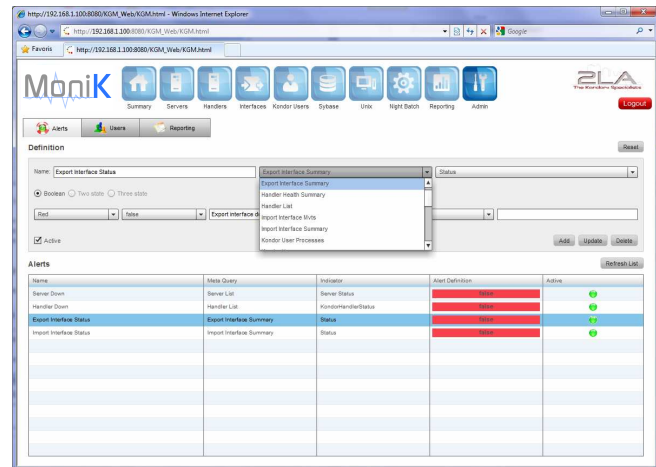 http://192.168.1.100:8080/KGM_Web/KGM.html - Windows Internet Explorer
http://192.168.1.100:8080/KGM_Web/KGM.html
Google
Favoris
http://192.168.1.100:8080/KGM_Web/KGM.html
MoniK
2LA
The Kondor+ Specialists
Summary Servers Handlers Interfaces Kondor Users Sybase Unix Night Batch Reporting Admin
Logout
Alerts Users Reporting
Definition Reset
Name: Export Interface Status Export Interface Summary Status
Export Interface Summary
Boolean Two state Three state
Handler Health Summary
Handler List
Red false Export interface d
Import Interface Mvts
Import Interface Summary
Active Kondor User Processes Add Update Delete
Alerts Refresh List
Name Meta Query Indicator Alert Definition Active
Server Down Server List Server Status false
Handler Down Handler List KondorHandlerStatus false
Export Interface Status Export Interface Summary Status false
Import Interface Status Import Interface Summary Status false